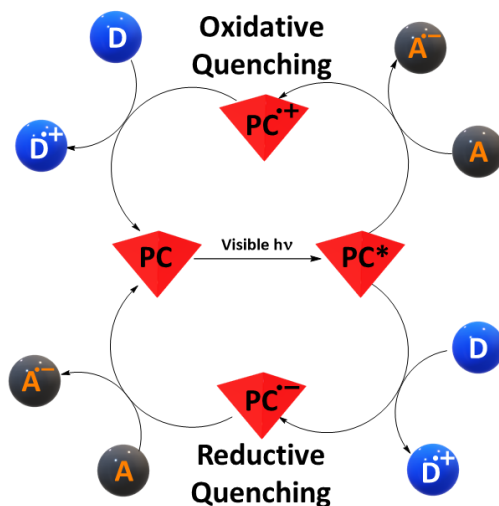 D
Oxidative
Quenching
A•−
D•+
PC•+
A
PC
Visible hν
PC*
A•−
PC•−
D
A
Reductive
Quenching
D•+